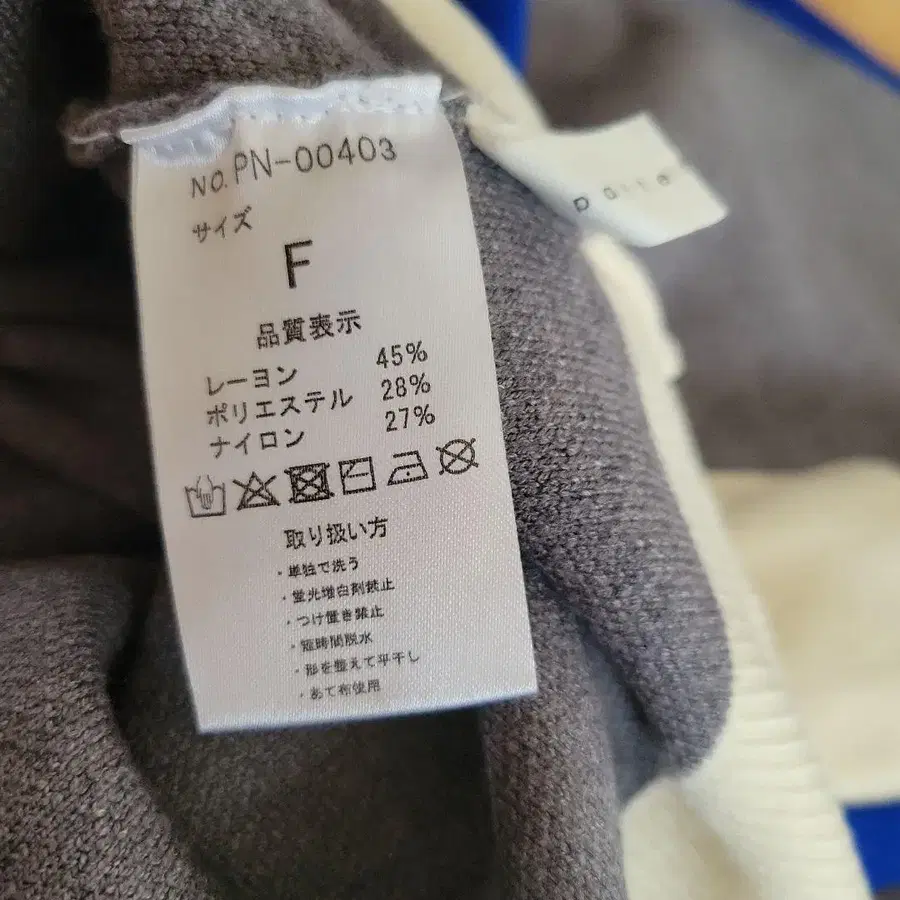 NO.PN-00403
サイズ
F
品質表示
レーヨン 45%
ポリエステル 28%
ナイロン 27%
取り扱い方
・単独で洗う
・蛍光増白剤禁止
・つけ置き禁止
・短時間脱水
・形を整えて平干し
・あて布使用